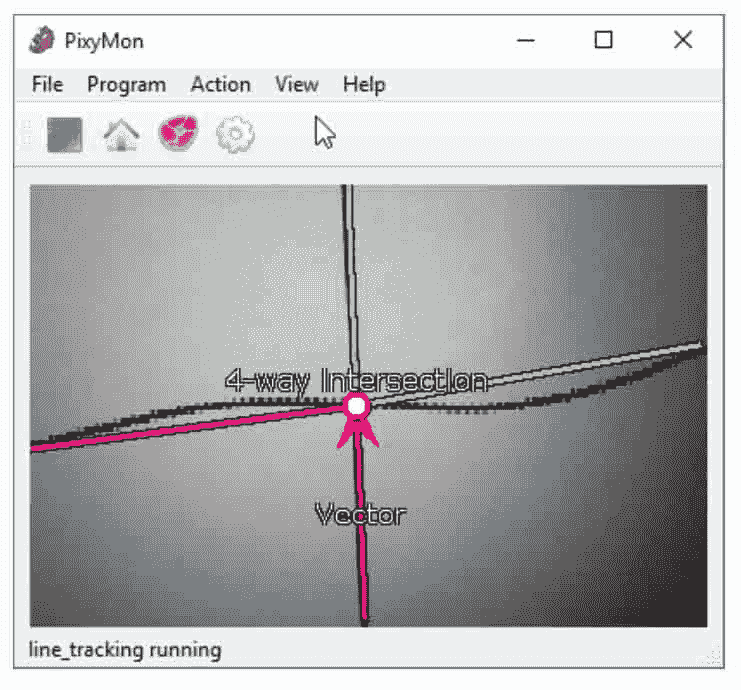 PixyMon
File Program Action View Help
4-way Intersection
Vector
line_tracking running